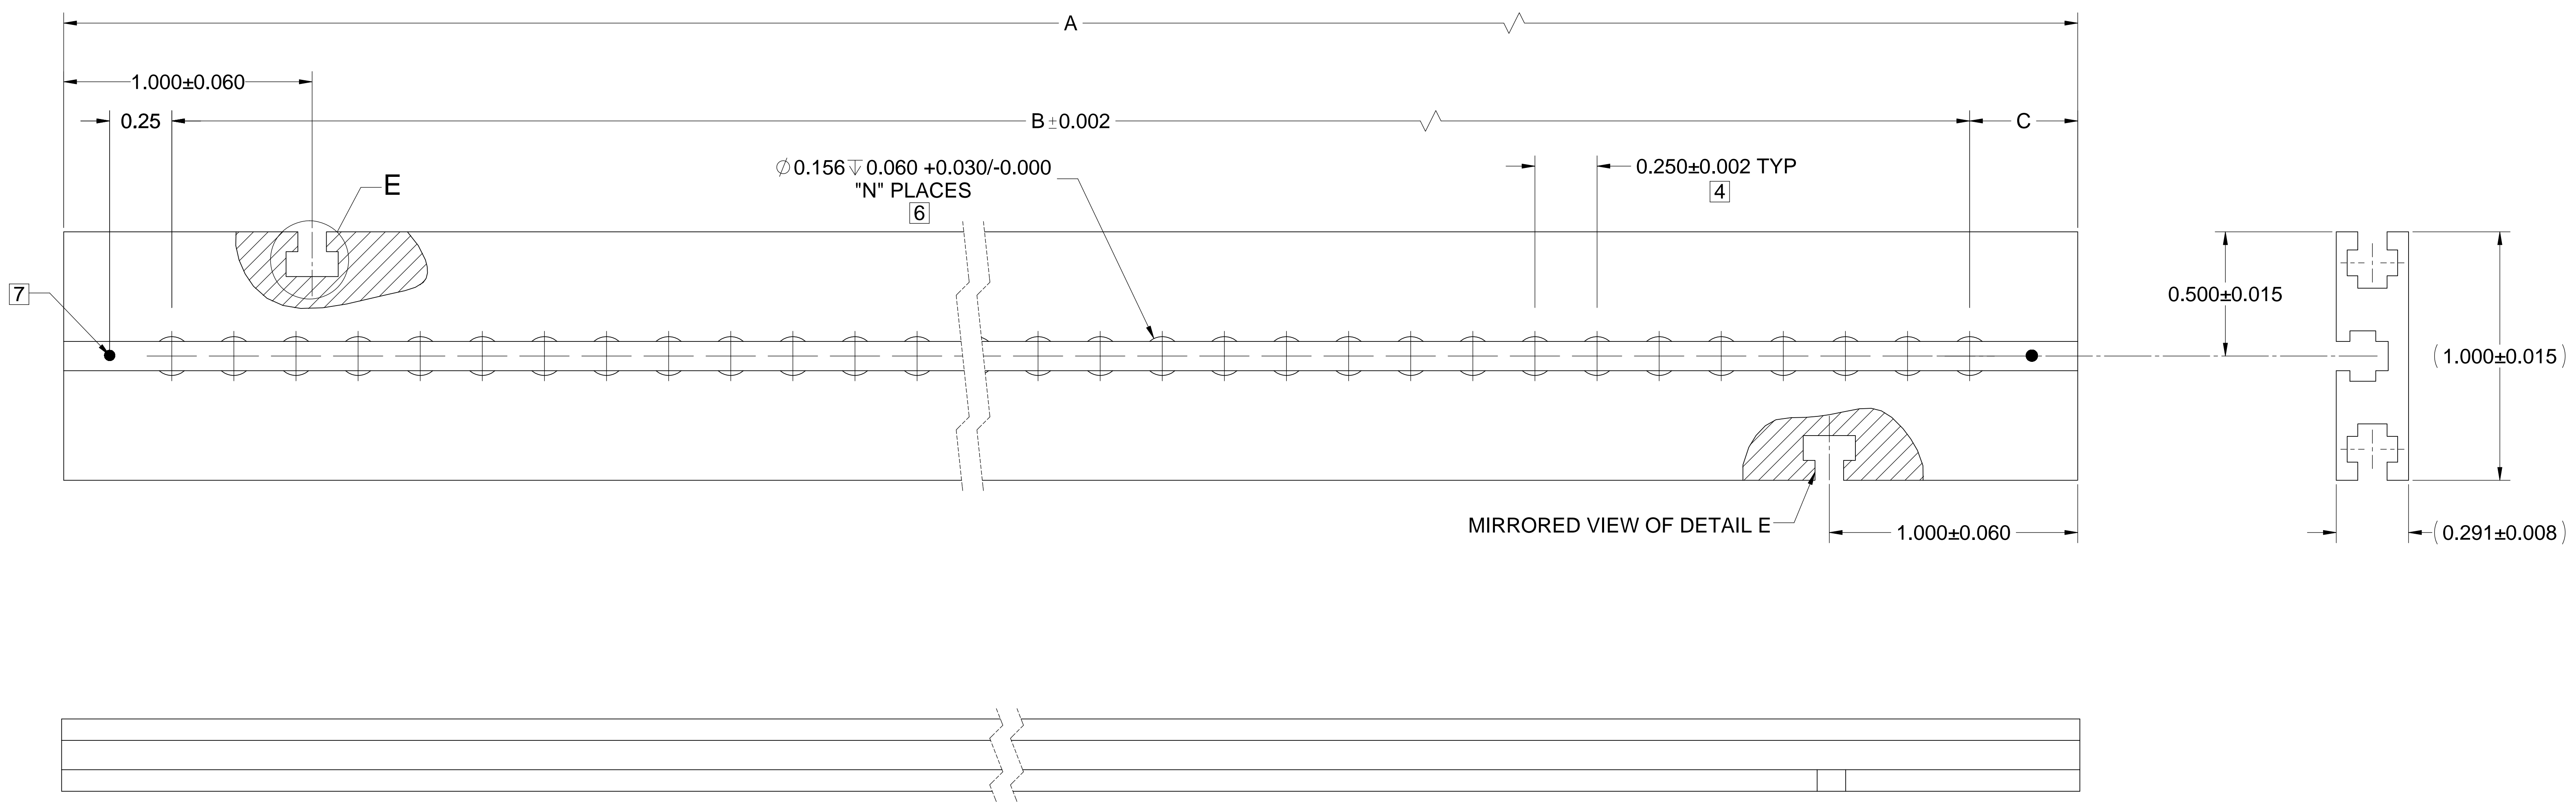 A
1.000±0.060
0.25
B ±0.002
C
⌀0.156↧0.060 +0.030/-0.000
"N" PLACES
6
0.250±0.002 TYP
4
E
7
0.500±0.015
(1.000±0.015)
MIRRORED VIEW OF DETAIL E
1.000±0.060
(0.291±0.008)